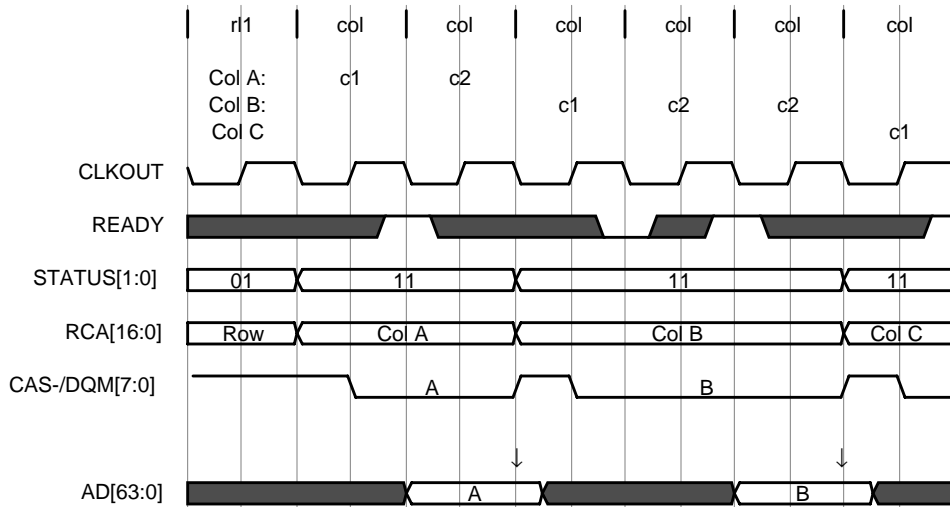 rl1 col col col col col col
Col A: c1 c2
Col B: c1 c2 c2
Col C c1
CLKOUT
READY
STATUS[1:0] 01 11 11 11
RCA[16:0] Row Col A Col B Col C
CAS-/DQM[7:0] A B
AD[63:0] A B